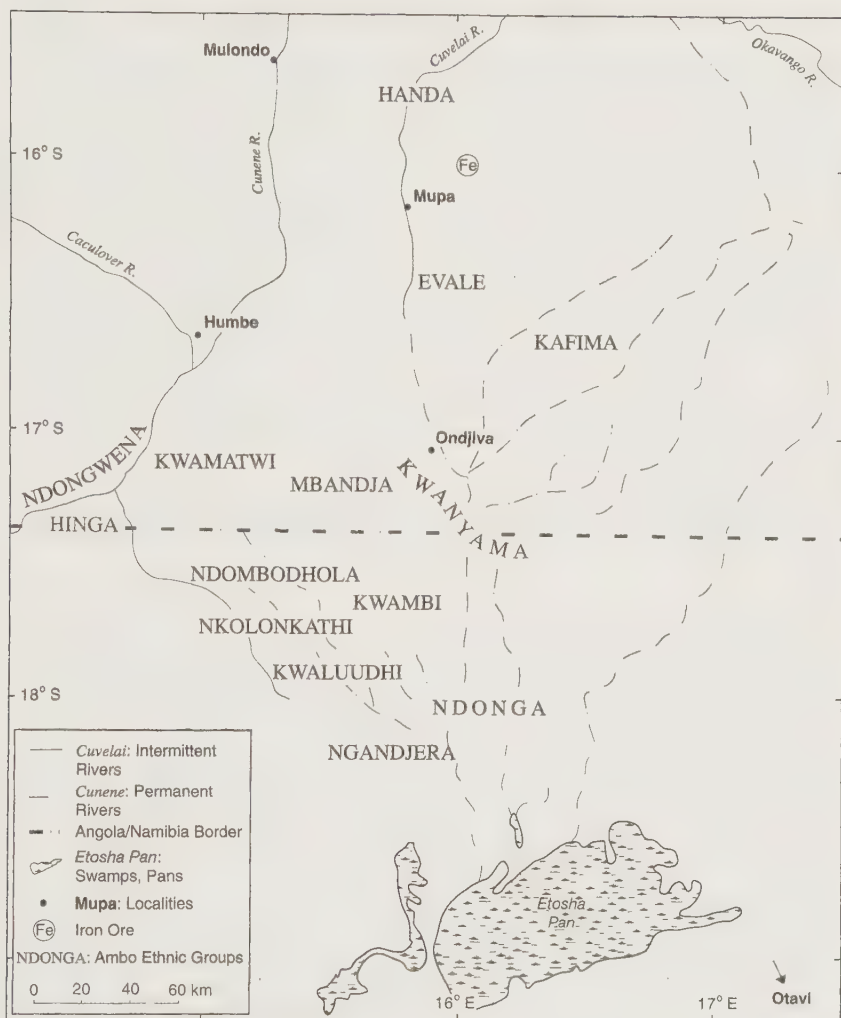 Mulondo
Cuvelai R.
Okavango R.
HANDA
Cunene R.
16° S
Fe
Mupa
Caculover R.
EVALE
Humbe
KAFIMA
17° S
Ondjiva
NDONGWENA
KWAMATWI
MBANDJA
KWANYAMA
HINGA
NDOMBODHOLA
KWAMBI
NKOLONKATHI
KWALUUDHI
18° S
NDONGA
NGANDJERA
Cuvelai: Intermittent
Rivers
Cunene: Permanent
Rivers
Angola/Namibia Border
Etosha Pan:
Swamps, Pans
Mupa: Localities
Fe Iron Ore
NDONGA: Ambo Ethnic Groups
0 20 40 60 km
Etosha
Pan
16° E
17° E
Otavi